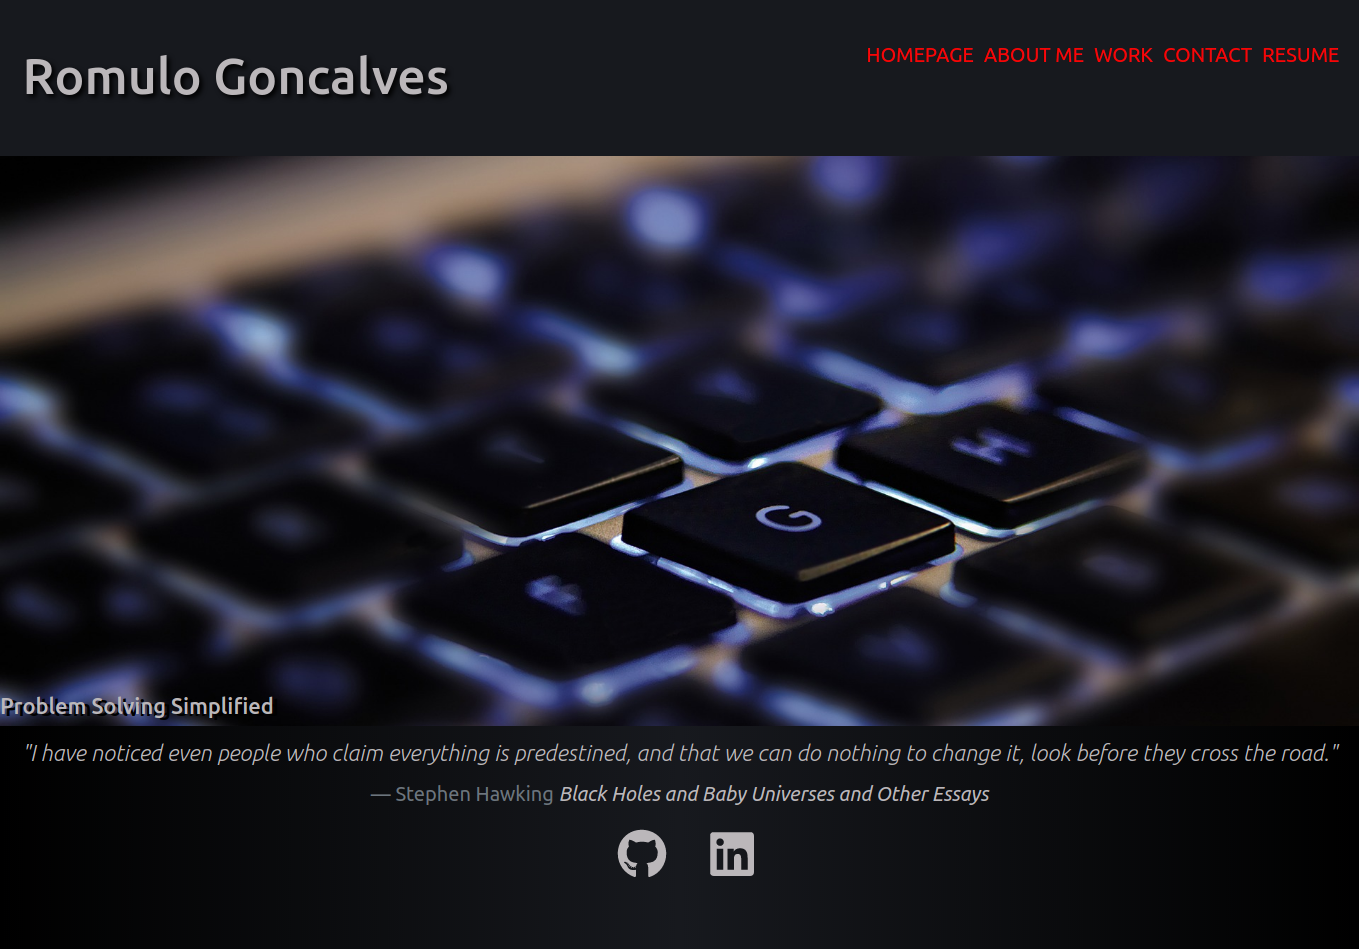 Romulo Goncalves
HOMEPAGE ABOUT ME WORK CONTACT RESUME
G
H
Problem Solving Simplified
"I have noticed even people who claim everything is predestined, and that we can do nothing to change it, look before they cross the road."
— Stephen Hawking Black Holes and Baby Universes and Other Essays
in